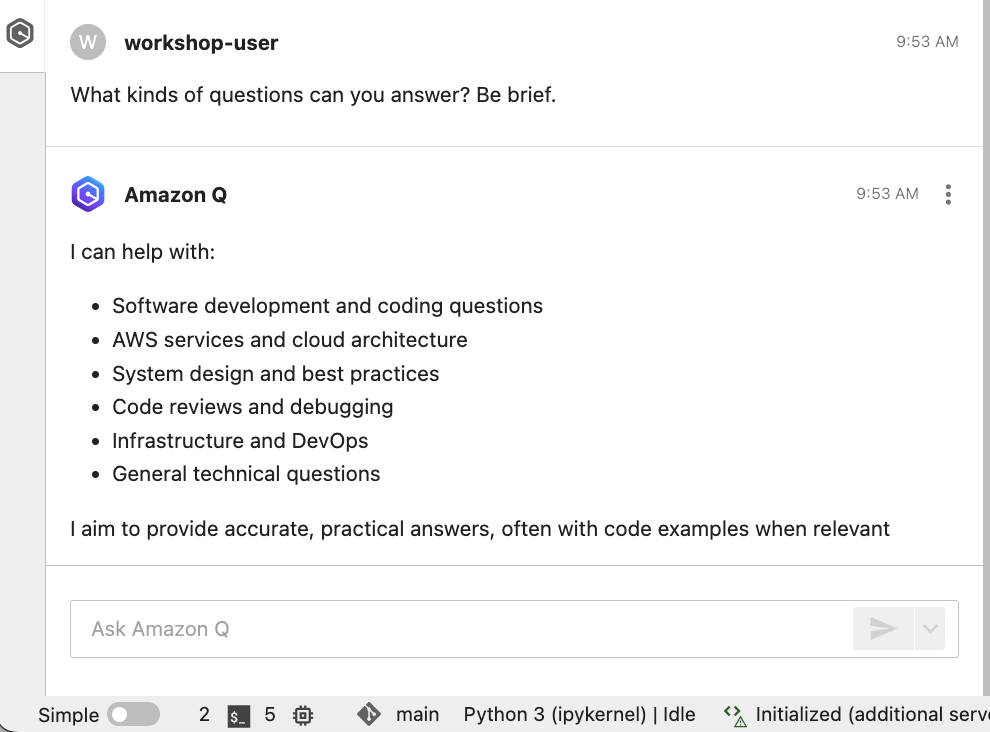 W workshop-user 9:53 AM
What kinds of questions can you answer? Be brief.
Amazon Q 9:53 AM
I can help with:
• Software development and coding questions
• AWS services and cloud architecture
• System design and best practices
• Code reviews and debugging
• Infrastructure and DevOps
• General technical questions
I aim to provide accurate, practical answers, often with code examples when relevant
Ask Amazon Q
Simple 2 $_ 5 main Python 3 (ipykernel) | Idle Initialized (additional serv